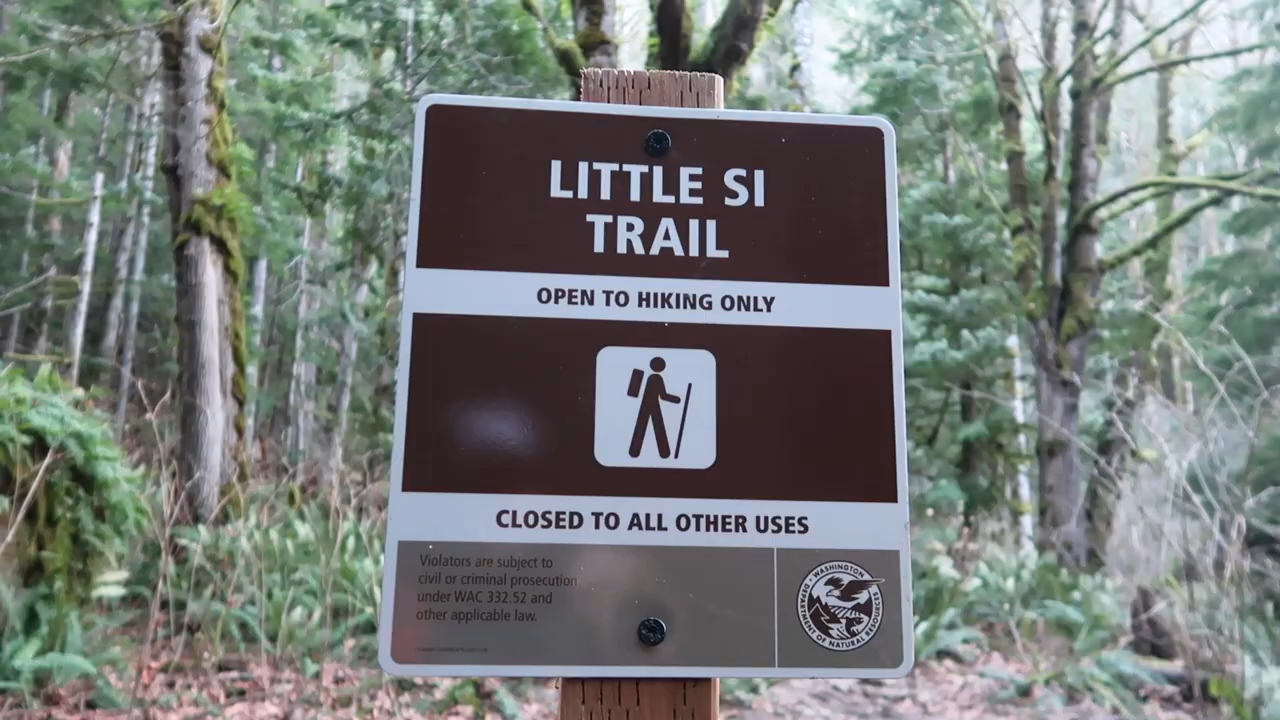 LITTLE SI
TRAIL
OPEN TO HIKING ONLY
CLOSED TO ALL OTHER USES
Violators are subject to
civil or criminal prosecution
under WAC 332.52 and
other applicable law.
WASHINGTON
DEPARTMENT OF NATURAL RESOURCES